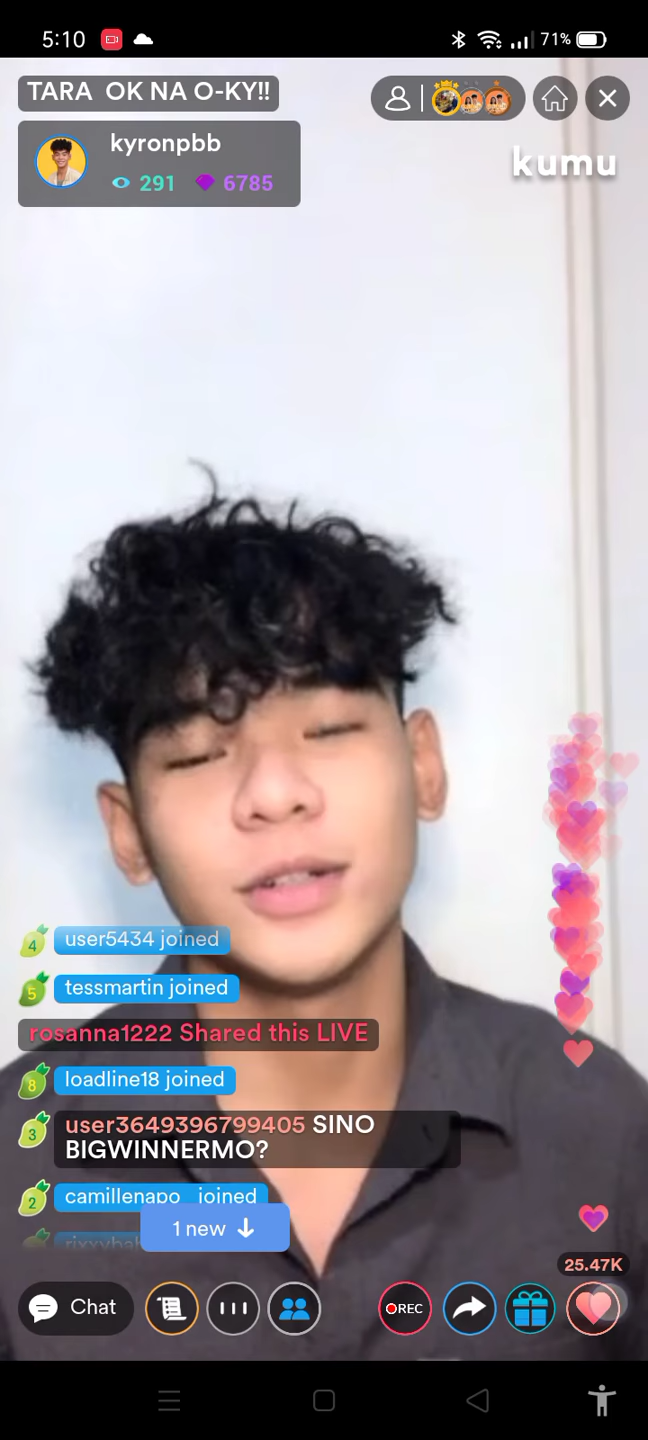 5:10
71%
TARA OK NA O-KY!!
kyronpbb
291 6785
kumu
4 user5434 joined
5 tessmartin joined
rosanna1222 Shared this LIVE
8 loadline18 joined
3 user3649396799405 SINO
BIGWINNERMO?
2 camillenapo_ joined
1 new ↓
25.47K
Chat
REC